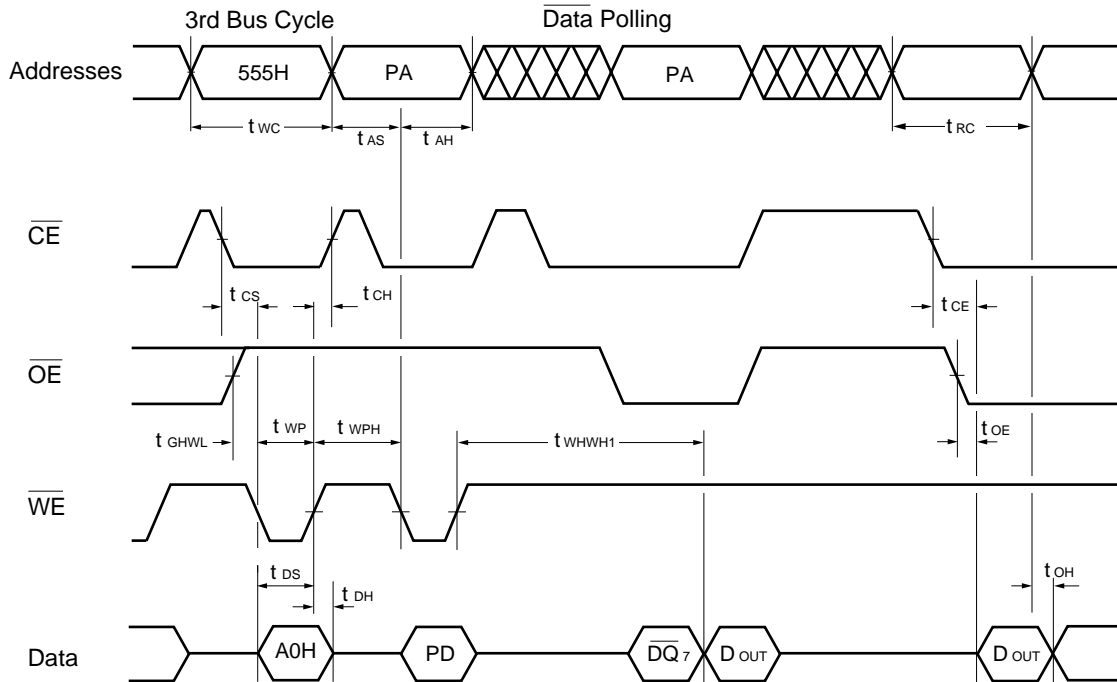 3rd Bus Cycle Data Polling
Addresses 555H PA PA
t WC t AS t AH t RC
CE
t CS t CH t CE
OE
t GHWL t WP t WPH t WHWH1 t OE
WE
t DS t DH t OH
Data A0H PD DQ 7 D OUT D OUT